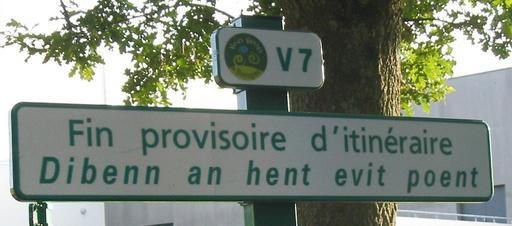 V7
Fin provisoire d'itinéraire
Dibenn an hent evit poent